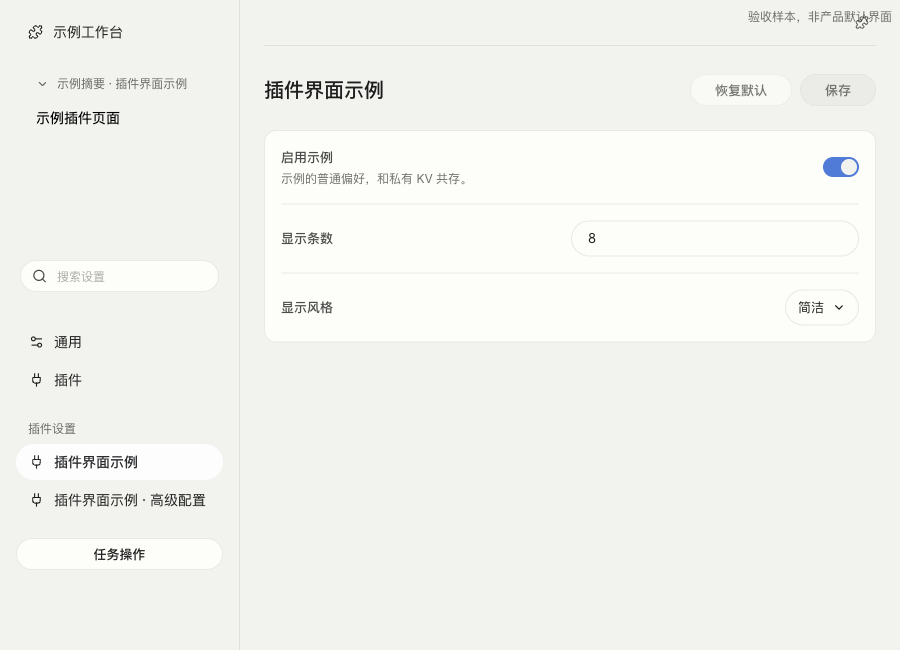 示例工作台
示例摘要 · 插件界面示例
示例插件页面
搜索设置
通用
插件
插件设置
插件界面示例
插件界面示例 · 高级配置
任务操作
验收样本，非产品默认界面
插件界面示例
恢复默认
保存
启用示例
示例的普通偏好，和私有 KV 共存。
显示条数
8
显示风格
简洁